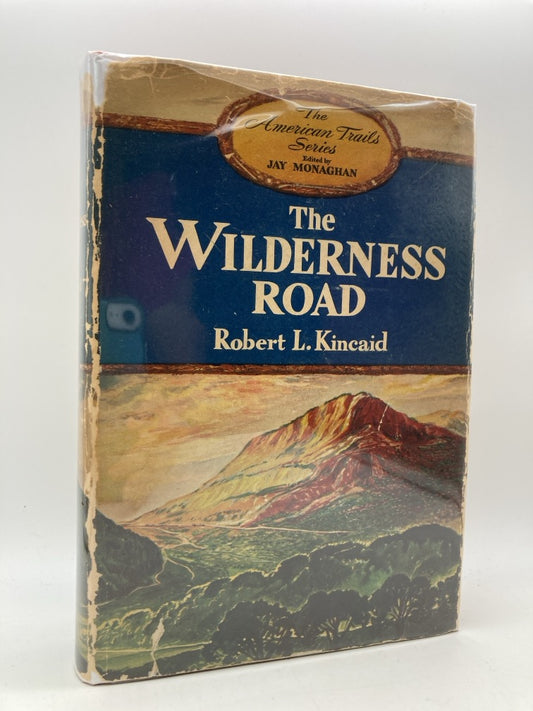 The
American Trails
Series
Edited by
JAY MONAGHAN
The
WILDERNESS
ROAD
Robert L. Kincaid